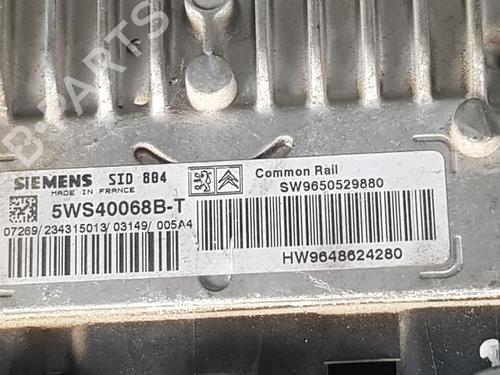 B-PARTS
SIEMENS SID 804
MADE IN FRANCE
5WS40068B-T
07269/234315013/03149/005A4
Common Rail
SW9650529880
HW9648624280